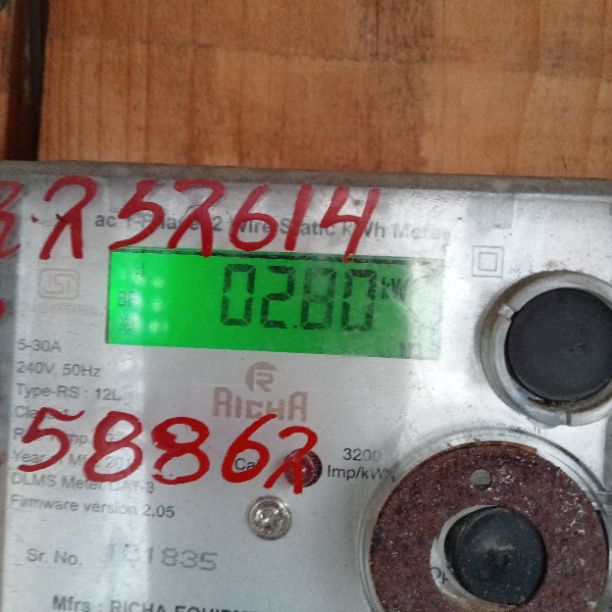 252614
ac 1-Phase 2 Wire Static kWh Meter
02.80 kW
5-30A
240V, 50Hz
Type-RS : 12L
RICHA
58862
3200
Imp/kWh
DLMS Meter CAT-3
Firmware version 2.05
Sr. No.
1835
Mfrs : RICHA